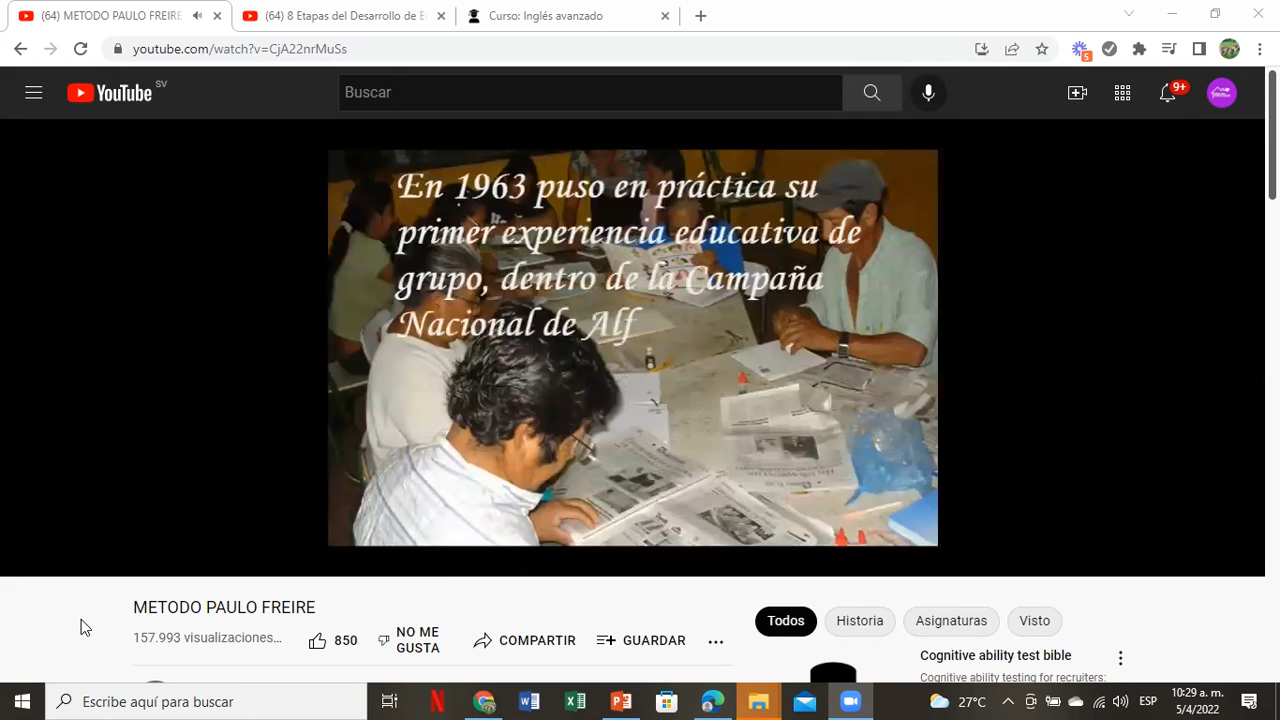 (64) METODO PAULO FREIRE
(64) 8 Etapas del Desarrollo de E
Curso: Inglés avanzado
youtube.com/watch?v=CjA22nrMuSs
5
YouTube
SV
Buscar
9+
En 1963 puso en práctica su
primer experiencia educativa de
grupo, dentro de la Campaña
Nacional de Alf
METODO PAULO FREIRE
157.993 visualizaciones...
850
NO ME
GUSTA
COMPARTIR
GUARDAR
Todos
Historia
Asignaturas
Visto
Cognitive ability test bible
Cognitive ability testing for recruiters:
Escribe aquí para buscar
27°C
ESP
10:29 a. m.
5/4/2022